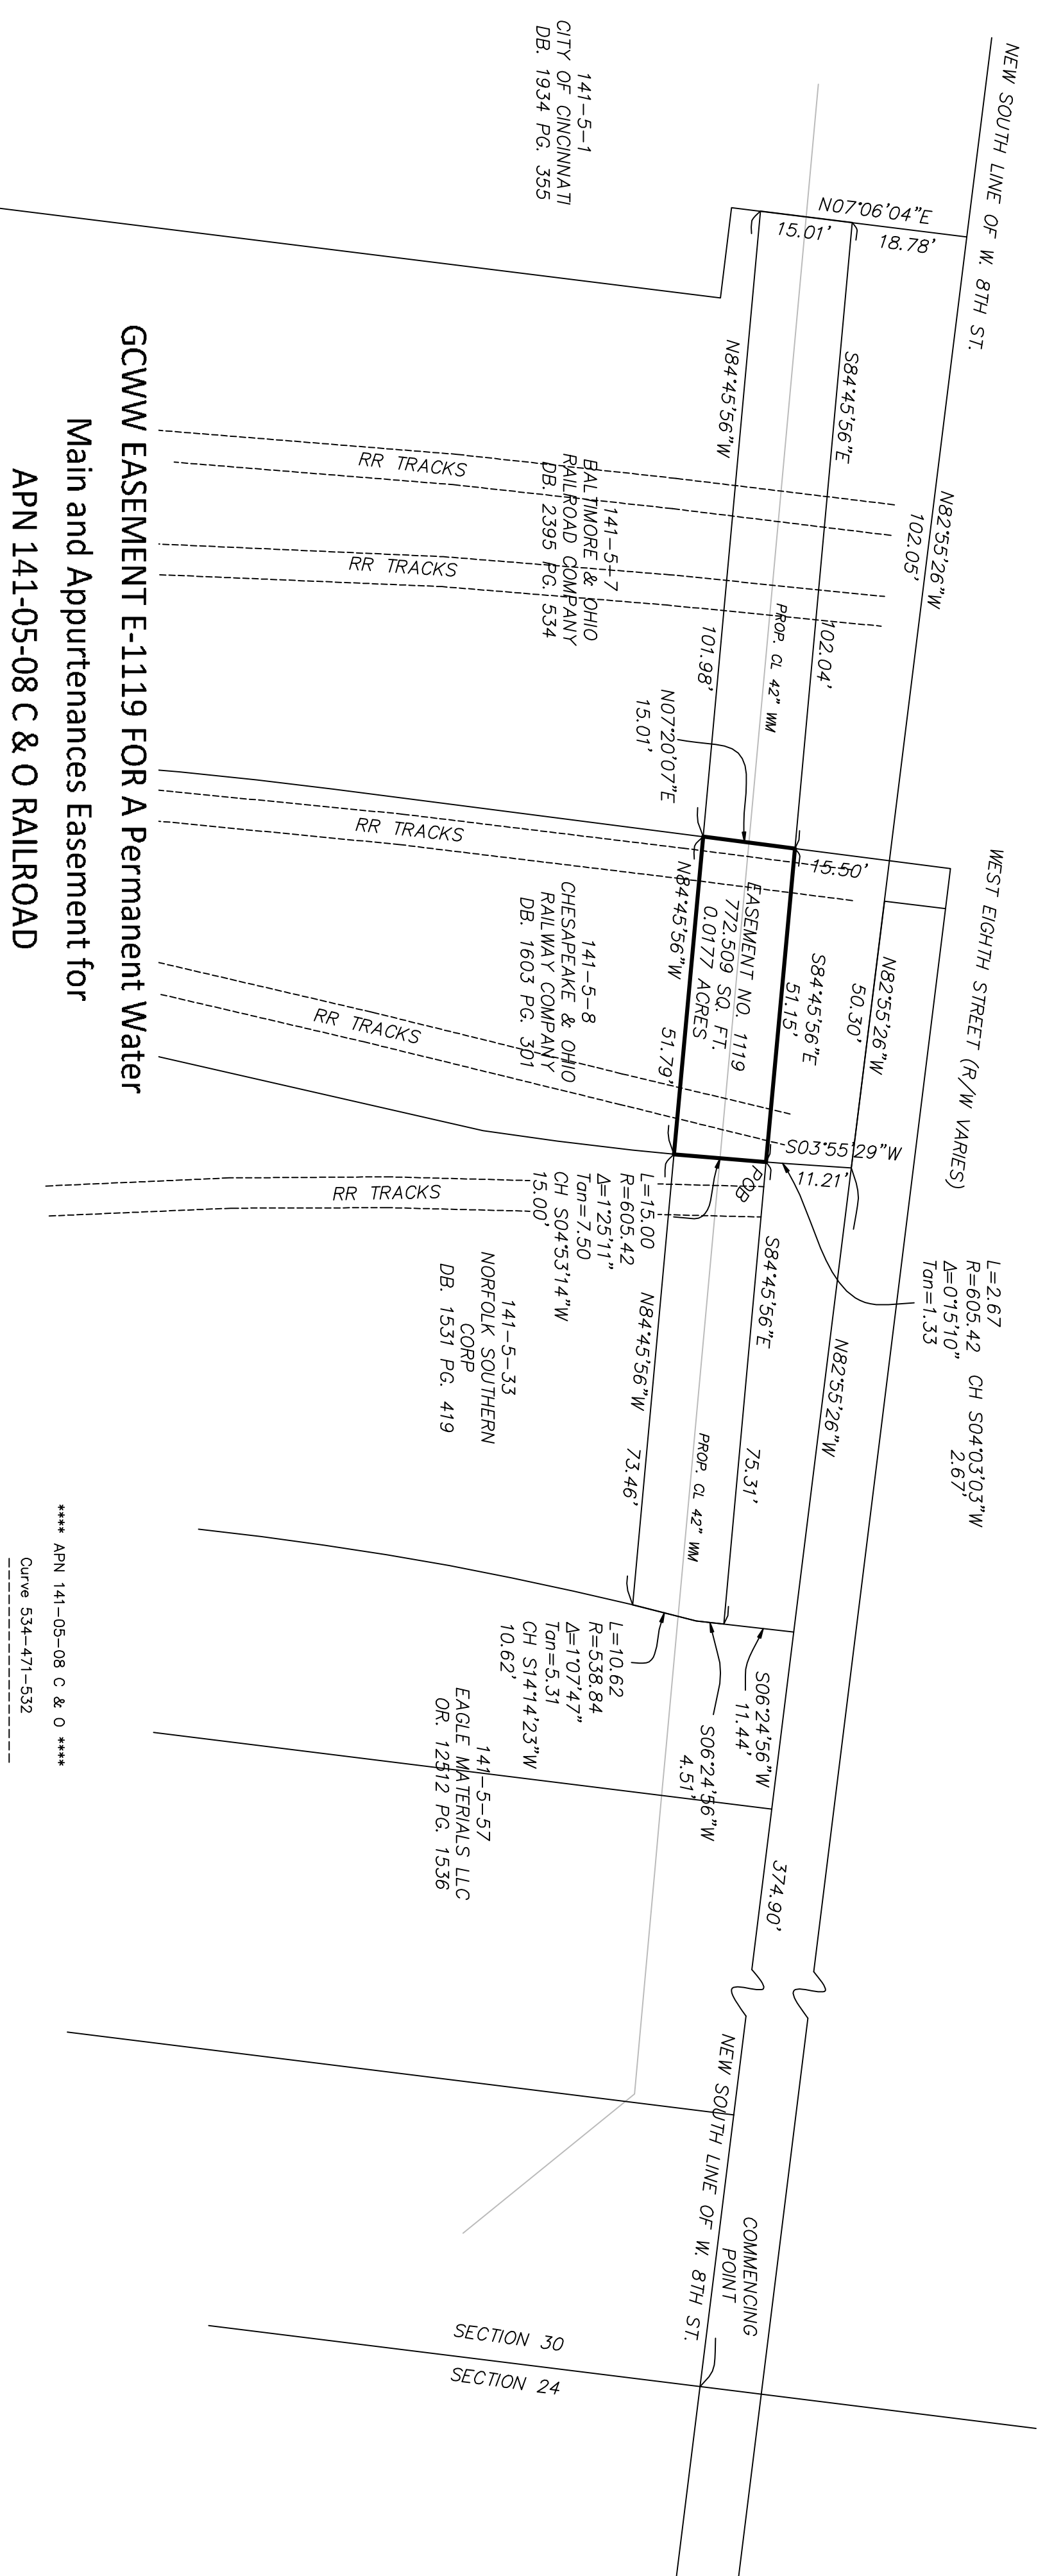 NEW SOUTH LINE OF W. 8TH ST.
141-5-1
CITY OF CINCINNATI
DB. 1934 PG. 355
N07°06'04"E
15.01'
18.78'
N84°45'56"W
S84°45'56"E
N82°55'26"W
102.05'
RR TRACKS
141-5-7
BALTIMORE & OHIO
RAILROAD COMPANY
DB. 2395 PG. 534
RR TRACKS
101.98'
PROP. CL 42" WM
102.04'
N07°20'07"E
15.01'
WEST EIGHTH STREET (R/W VARIES)
15.50'
RR TRACKS
N84°45'56"W
51.79'
EASEMENT NO. 1119
772.509 SQ. FT.
0.0177 ACRES
S84°45'56"E
51.15'
N82°55'26"W
50.30'
141-5-8
CHESAPEAKE & OHIO
RAILWAY COMPANY
DB. 1603 PG. 301
RR TRACKS
S03°55'29"W
11.21'
POB
L=2.67
R=605.42
Δ=0°15'10"
Tan=1.33
CH S04°03'03"W
2.67'
L=15.00
R=605.42
Δ=1°25'11"
Tan=7.50
CH S04°53'14"W
15.00'
RR TRACKS
141-5-33
NORFOLK SOUTHERN
CORP
DB. 1531 PG. 419
N84°45'56"W
73.46'
S84°45'56"E
75.31'
PROP. CL 42" WM
N82°55'26"W
374.90'
L=10.62
R=538.84
Δ=1°07'47"
Tan=5.31
CH S14°14'23"W
10.62'
S06°24'56"W
11.44'
S06°24'56"W
4.51'
141-5-57
EAGLE MATERIALS LLC
OR. 12512 PG. 1536
NEW SOUTH LINE OF W. 8TH ST.
COMMENCING
POINT
SECTION 30
SECTION 24
GCWW EASEMENT E-1119 FOR A Permanent Water
Main and Appurtenances Easement for
APN 141-05-08 C & O RAILROAD
**** APN 141-05-08 C & O ****
Curve 534-471-532
--------------------